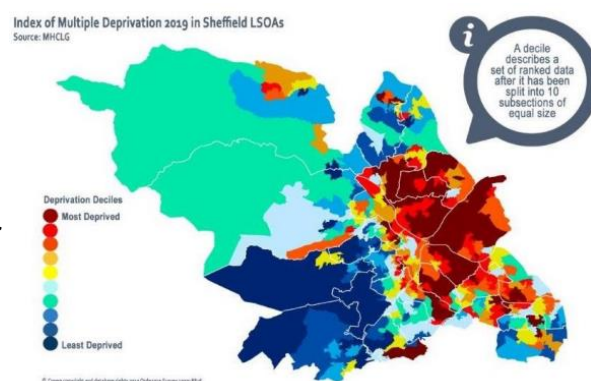 Index of Multiple Deprivation 2019 in Sheffield LSOAs
Source: MHCLG
i
A decile
describes a
set of ranked data
after it has been
split into 10
subsections of
equal size
Deprivation Deciles
Most Deprived
Least Deprived